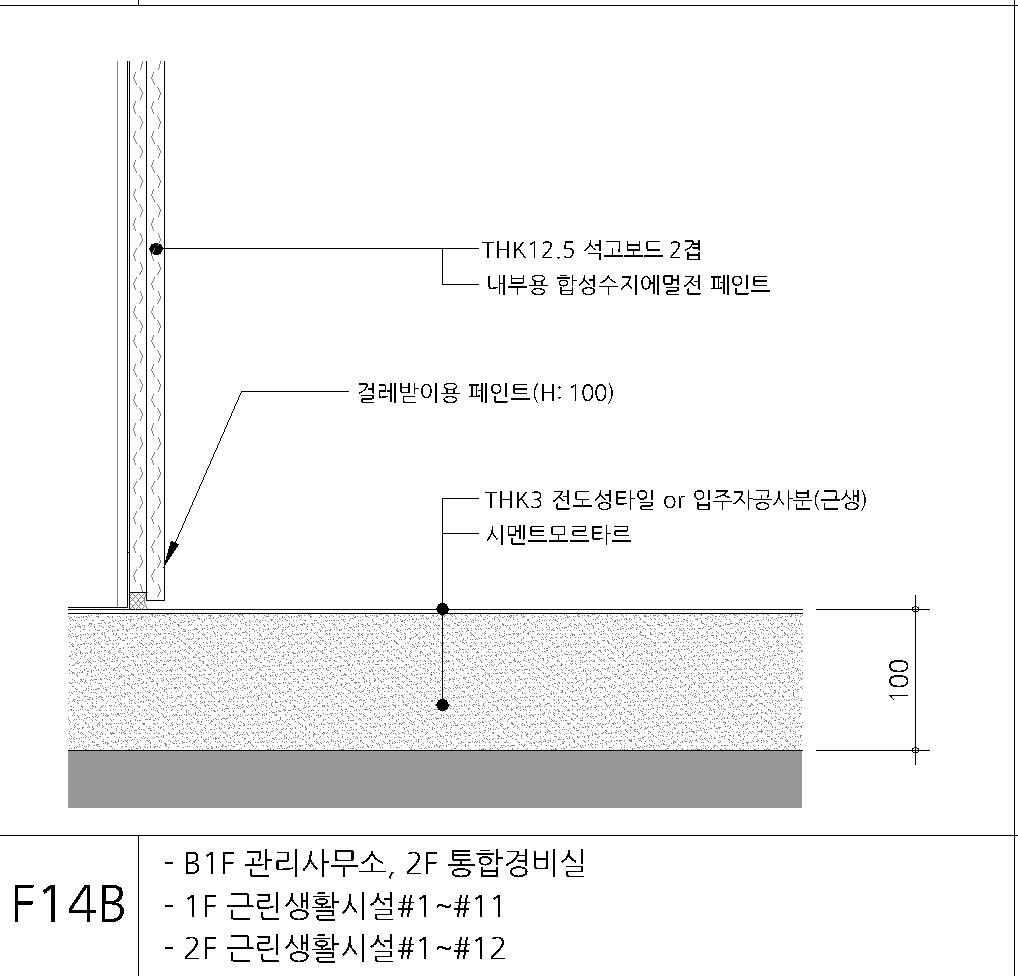 THK12.5 석고보드 2겹
내부용 합성수지에멀전 페인트
걸레받이용 페인트(H: 100)
THK3 전도성타일 or 입주자공사분(근생)
시멘트모르타르
100
F14B
- B1F 관리사무소, 2F 통합경비실
- 1F 근린생활시설#1~#11
- 2F 근린생활시설#1~#12